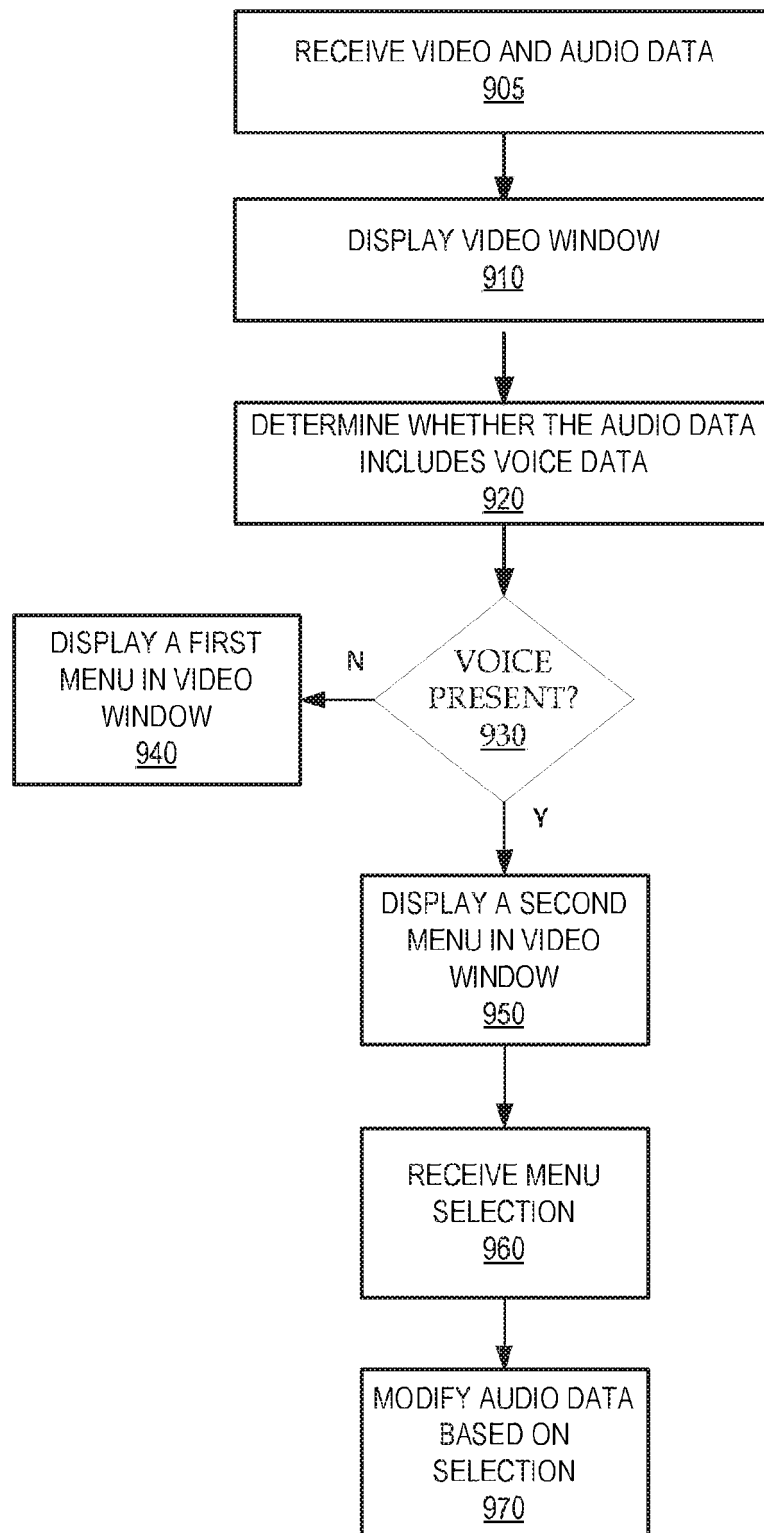 RECEIVE VIDEO AND AUDIO DATA
905
DISPLAY VIDEO WINDOW
910
DETERMINE WHETHER THE AUDIO DATA
INCLUDES VOICE DATA
920
VOICE
PRESENT?
930
N
DISPLAY A FIRST
MENU IN VIDEO
WINDOW
940
Y
DISPLAY A SECOND
MENU IN VIDEO
WINDOW
950
RECEIVE MENU
SELECTION
960
MODIFY AUDIO DATA
BASED ON
SELECTION
970